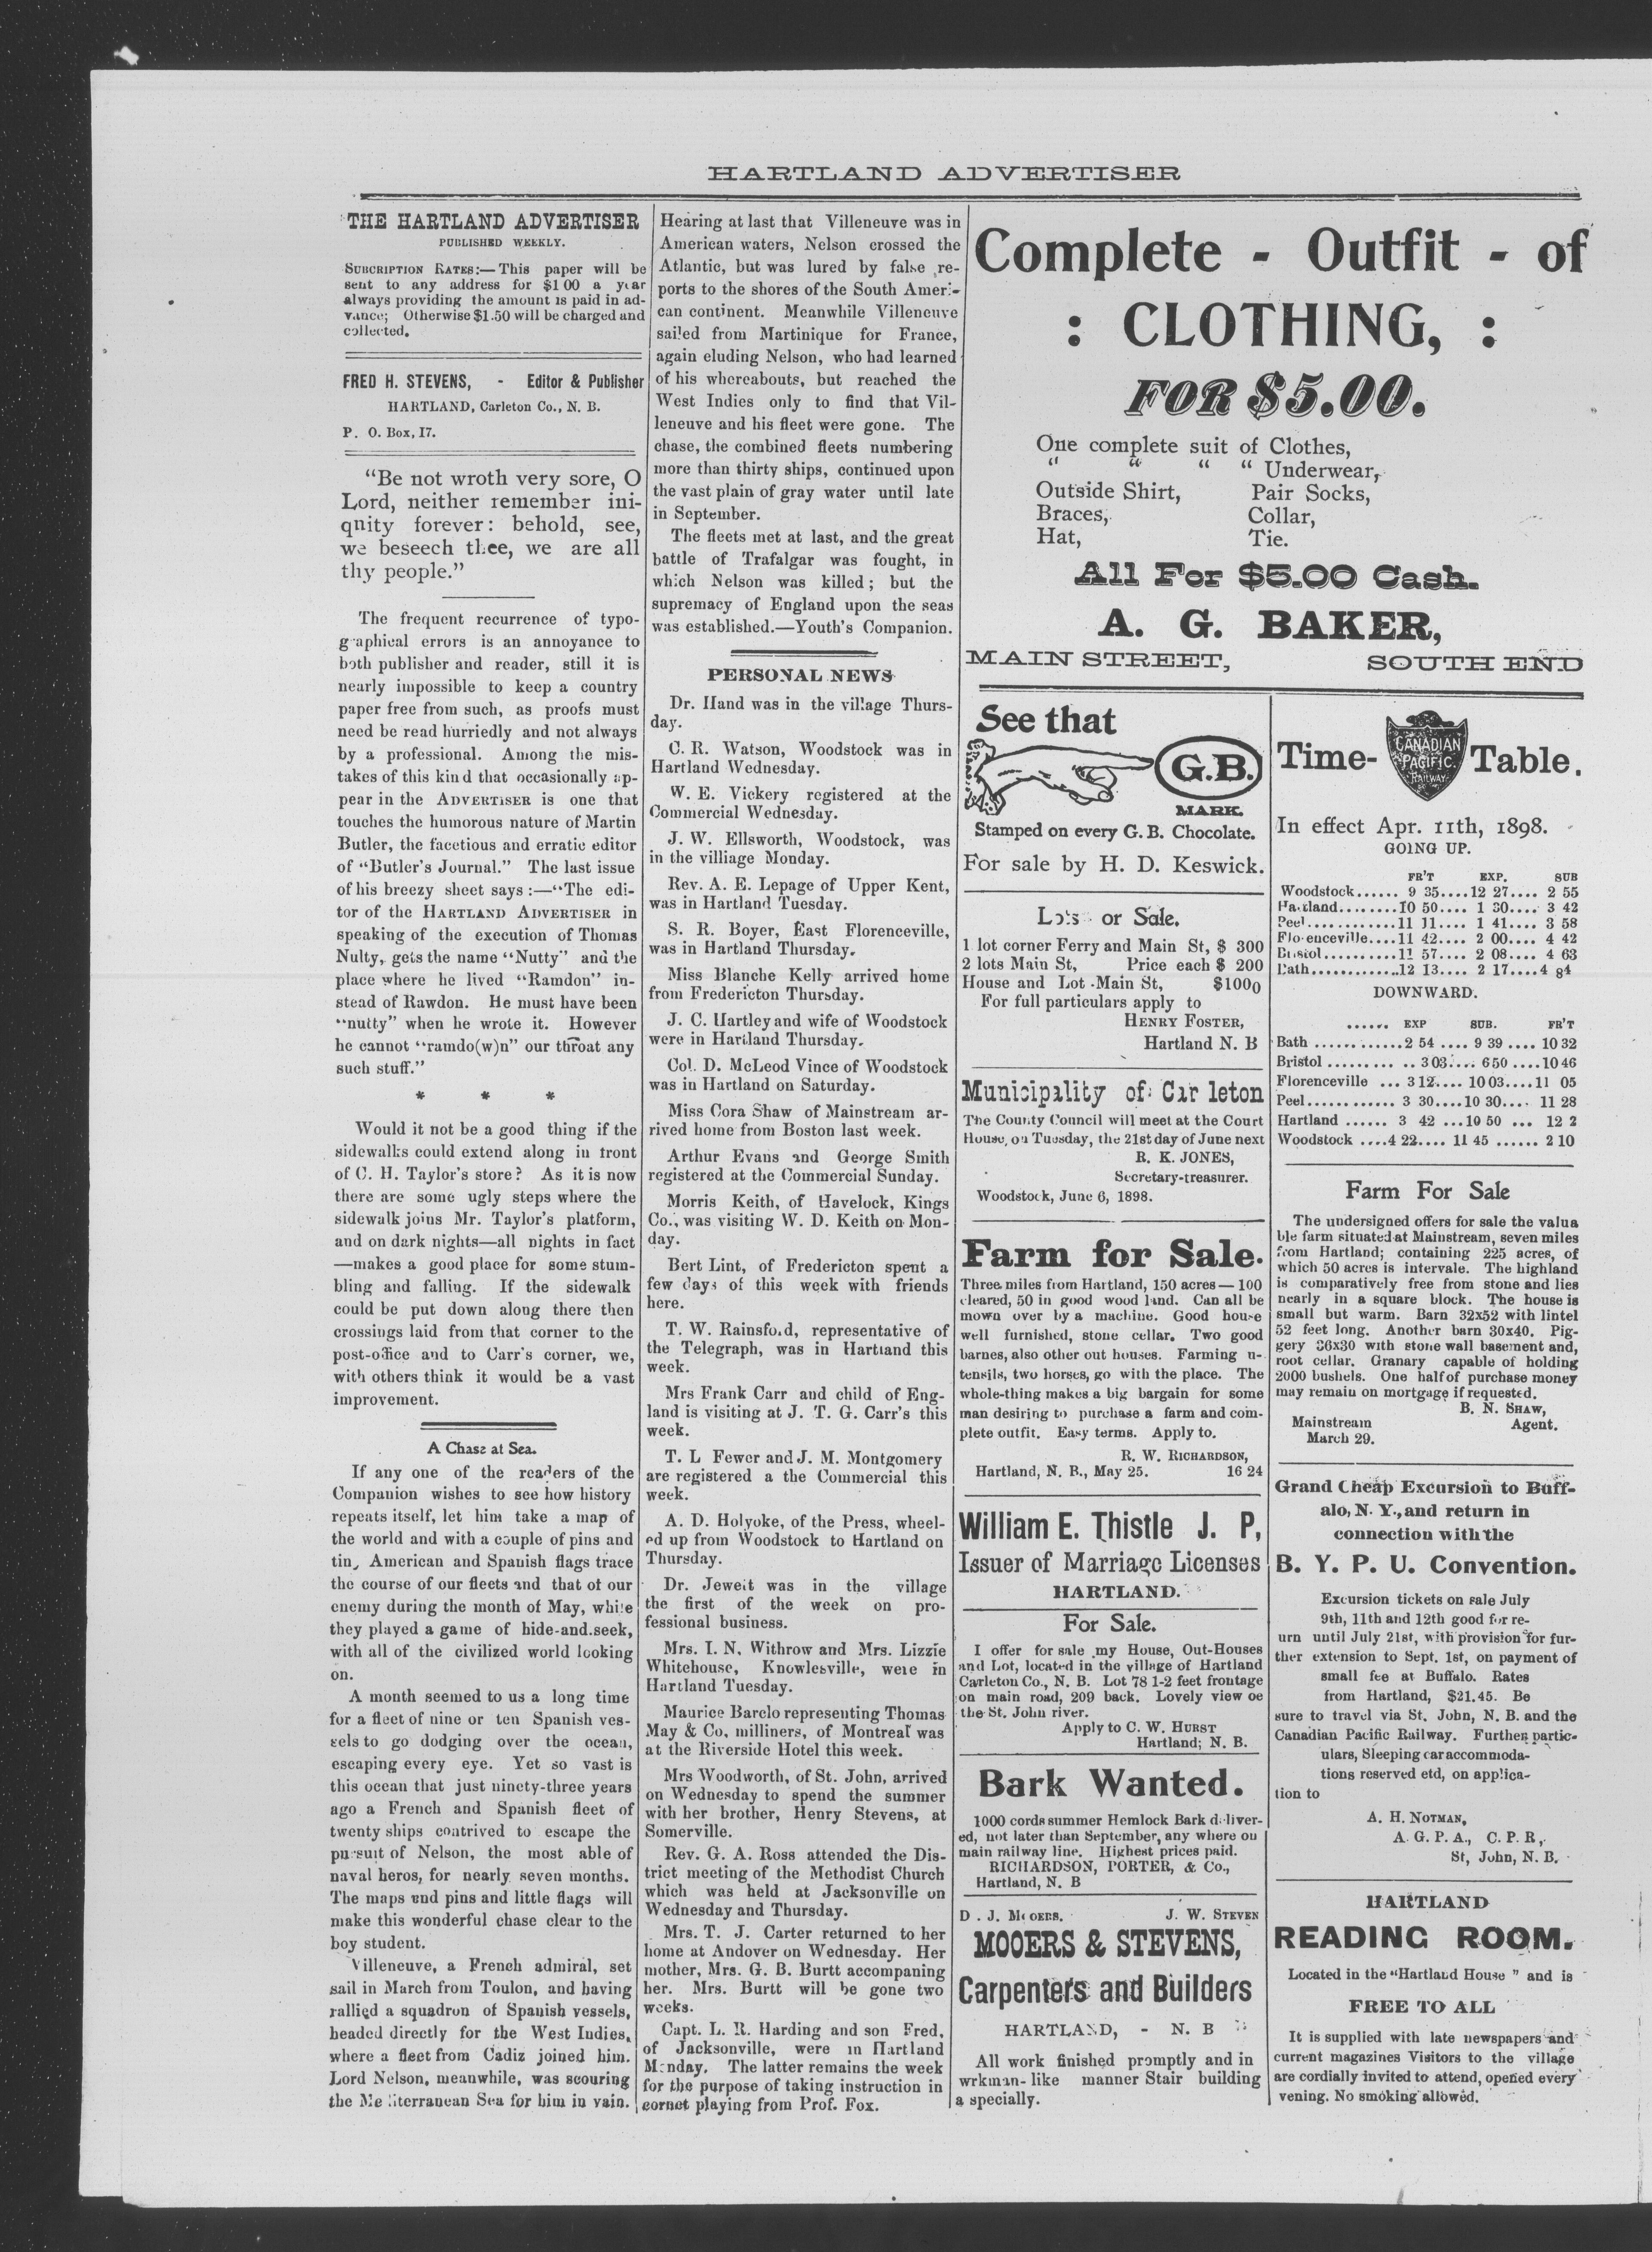 HARTLAND ADVERTISER
THE HARTLAND ADVERTISER
PUBLISHED WEEKLY.
SUBCRIPTION RATES:—This paper will be
sent to any address for $1 00 a year
always providing the amount is paid in ad-
vance; Otherwise $1.50 will be charged and
collected.
FRED H. STEVENS, - Editor & Publisher
HARTLAND, Carleton Co., N. B.
P. O. Box, 17.
"Be not wroth very sore, O
Lord, neither remember ini-
qnity forever: behold, see,
we beseech thee, we are all
thy people."
The frequent recurrence of typo-
graphical errors is an annoyance to
both publisher and reader, still it is
nearly impossible to keep a country
paper free from such, as proofs must
need be read hurriedly and not always
by a professional. Among the mis-
takes of this kind that occasionally ap-
pear in the ADVERTISER is one that
touches the humorous nature of Martin
Butler, the facetious and erratic editor
of "Butler's Journal." The last issue
of his breezy sheet says:—"The edi-
tor of the HARTLAND ADVERTISER in
speaking of the execution of Thomas
Nulty, gets the name "Nutty" and the
place where he lived "Ramdon" in-
stead of Rawdon. He must have been
"nutty" when he wrote it. However
he cannot "ramdo(w)n" our throat any
such stuff."
* * *
Would it not be a good thing if the
sidewalks could extend along in front
of C. H. Taylor's store? As it is now
there are some ugly steps where the
sidewalk joins Mr. Taylor's platform,
and on dark nights—all nights in fact
—makes a good place for some stum-
bling and falling. If the sidewalk
could be put down along there then
crossings laid from that corner to the
post-office and to Carr's corner, we,
with others think it would be a vast
improvement.
A Chase at Sea.
If any one of the readers of the
Companion wishes to see how history
repeats itself, let him take a map of
the world and with a couple of pins and
tiny American and Spanish flags trace
the course of our fleets and that of our
enemy during the month of May, while
they played a game of hide-and-seek,
with all of the civilized world looking
on.
A month seemed to us a long time
for a fleet of nine or ten Spanish ves-
sels to go dodging over the ocean,
escaping every eye. Yet so vast is
this ocean that just ninety-three years
ago a French and Spanish fleet of
twenty ships contrived to escape the
pursuit of Nelson, the most able of
naval heros, for nearly seven months.
The maps and pins and little flags will
make this wonderful chase clear to the
boy student.
Villeneuve, a French admiral, set
sail in March from Toulon, and having
rallied a squadron of Spanish vessels,
headed directly for the West Indies,
where a fleet from Cadiz joined him.
Lord Nelson, meanwhile, was scouring
the Mediterranean Sea for him in vain.
Hearing at last that Villeneuve was in
American waters, Nelson crossed the
Atlantic, but was lured by false re-
ports to the shores of the South Ameri-
can continent. Meanwhile Villeneuve
sailed from Martinique for France,
again eluding Nelson, who had learned
of his whereabouts, but reached the
West Indies only to find that Vil-
leneuve and his fleet were gone. The
chase, the combined fleets numbering
more than thirty ships, continued upon
the vast plain of gray water until late
in September.
The fleets met at last, and the great
battle of Trafalgar was fought, in
which Nelson was killed; but the
supremacy of England upon the seas
was established.—Youth's Companion.
PERSONAL NEWS
Dr. Hand was in the village Thurs-
day.
C. R. Watson, Woodstock was in
Hartland Wednesday.
W. E. Vickery registered at the
Commercial Wednesday.
J. W. Ellsworth, Woodstock, was
in the villiage Monday.
Rev. A. E. Lepage of Upper Kent,
was in Hartland Tuesday.
S. R. Boyer, East Florenceville,
was in Hartland Thursday.
Miss Blanche Kelly arrived home
from Fredericton Thursday.
J. C. Hartley and wife of Woodstock
were in Hartland Thursday.
Col. D. McLeod Vince of Woodstock
was in Hartland on Saturday.
Miss Cora Shaw of Mainstream ar-
rived home from Boston last week.
Arthur Evans and George Smith
registered at the Commercial Sunday.
Morris Keith, of Havelock, Kings
Co., was visiting W. D. Keith on Mon-
day.
Bert Lint, of Fredericton spent a
few days of this week with friends
here.
T. W. Rainsford, representative of
the Telegraph, was in Hartland this
week.
Mrs Frank Carr and child of Eng-
land is visiting at J. T. G. Carr's this
week.
T. L Fewer and J. M. Montgomery
are registered a the Commercial this
week.
A. D. Holyoke, of the Press, wheel-
ed up from Woodstock to Hartland on
Thursday.
Dr. Jewett was in the village
the first of the week on pro-
fessional business.
Mrs. I. N. Withrow and Mrs. Lizzie
Whitehouse, Knowlesville, were in
Hartland Tuesday.
Maurice Barclo representing Thomas
May & Co, milliners, of Montreal was
at the Riverside Hotel this week.
Mrs Woodworth, of St. John, arrived
on Wednesday to spend the summer
with her brother, Henry Stevens, at
Somerville.
Rev. G. A. Ross attended the Dis-
trict meeting of the Methodist Church
which was held at Jacksonville on
Wednesday and Thursday.
Mrs. T. J. Carter returned to her
home at Andover on Wednesday. Her
mother, Mrs. G. B. Burtt accompaning
her. Mrs. Burtt will be gone two
weeks.
Capt. L. R. Harding and son Fred,
of Jacksonville, were in Hartland
Monday. The latter remains the week
for the purpose of taking instruction in
cornet playing from Prof. Fox.
Complete - Outfit - of
: CLOTHING, :
FOR $5.00.
One complete suit of Clothes,
" " " " Underwear,
Outside Shirt, Pair Socks,
Braces, Collar,
Hat, Tie.
All For $5.00 Cash.
A. G. BAKER,
MAIN STREET, SOUTH END
See that
G.B.
MARK.
Stamped on every G. B. Chocolate.
For sale by H. D. Keswick.
Lots or Sale.
1 lot corner Ferry and Main St, $ 300
2 lots Main St, Price each $ 200
House and Lot Main St, $1000
For full particulars apply to
HENRY FOSTER,
Hartland N. B
Municipality of Car leton
The County Council will meet at the Court
House, on Tuesday, the 21st day of June next
R. K. JONES,
Secretary-treasurer.
Woodstock, June 6, 1898.
Farm for Sale.
Three miles from Hartland, 150 acres—100
cleared, 50 in good wood land. Can all be
mown over by a machine. Good house
well furnished, stone cellar. Two good
barnes, also other out houses. Farming u-
tensils, two horses, go with the place. The
whole-thing makes a big bargain for some
man desiring to purchase a farm and com-
plete outfit. Easy terms. Apply to.
R. W. RICHARDSON,
Hartland, N. B., May 25. 16 24
William E. Thistle J. P,
Issuer of Marriage Licenses
HARTLAND.
For Sale.
I offer for sale my House, Out-Houses
and Lot, located in the village of Hartland
Carleton Co., N. B. Lot 78 1-2 feet frontage
on main road, 209 back. Lovely view oe
the St. John river.
Apply to C. W. HURST
Hartland; N. B.
Bark Wanted.
1000 cords summer Hemlock Bark deliver-
ed, not later than September, any where on
main railway line. Highest prices paid.
RICHARDSON, PORTER, & Co.,
Hartland, N. B
D. J. MOOERS. J. W. STEVEN
MOOERS & STEVENS,
Carpenters and Builders
HARTLAND, - N. B
All work finished promptly and in
wrkman-like manner Stair building
a specially.
Time- CANADIAN PACIFIC RAILWAY Table.
In effect Apr. 11th, 1898.
GOING UP.
FR'T EXP. SUB
Woodstock...... 9 35....12 27.... 2 55
Hartland........10 50.... 1 30.... 3 42
Peel............11 11.... 1 41.... 3 58
Florenceville....11 42.... 2 00.... 4 42
Bristol..........11 57.... 2 08.... 4 63
Bath............12 13.... 2 17....4 84
DOWNWARD.
...... EXP SUB. FR'T
Bath ............2 54 .... 9 39 .... 10 32
Bristol ......... .. 3 03.... 6 50 ....10 46
Florenceville ... 3 12.... 10 03....11 05
Peel............ 3 30....10 30.... 11 28
Hartland ...... 3 42 ...10 50 ... 12 2
Woodstock ....4 22.... 11 45 ...... 2 10
Farm For Sale
The undersigned offers for sale the valua
ble farm situated at Mainstream, seven miles
from Hartland; containing 225 acres, of
which 50 acres is intervale. The highland
is comparatively free from stone and lies
nearly in a square block. The house is
small but warm. Barn 32x52 with lintel
52 feet long. Another barn 30x40. Pig-
gery 36x30 with stone wall basement and,
root cellar. Granary capable of holding
2000 bushels. One half of purchase money
may remain on mortgage if requested.
B. N. SHAW,
Mainstream Agent.
March 29.
Grand Cheap Excursion to Buff-
alo, N. Y., and return in
connection with the
B. Y. P. U. Convention.
Excursion tickets on sale July
9th, 11th and 12th good for re-
urn until July 21st, with provision for fur-
ther extension to Sept. 1st, on payment of
small fee at Buffalo. Rates
from Hartland, $21.45. Be
sure to travel via St. John, N. B. and the
Canadian Pacific Railway. Further partic-
ulars, Sleeping car accommoda-
tions reserved etd, on applica-
tion to
A. H. NOTMAN,
A. G. P. A., C. P. R,
St, John, N. B.
HARTLAND
READING ROOM.
Located in the "Hartland House" and is
FREE TO ALL
It is supplied with late newspapers and
current magazines Visitors to the village
are cordially invited to attend, opened every
vening. No smoking allowed.